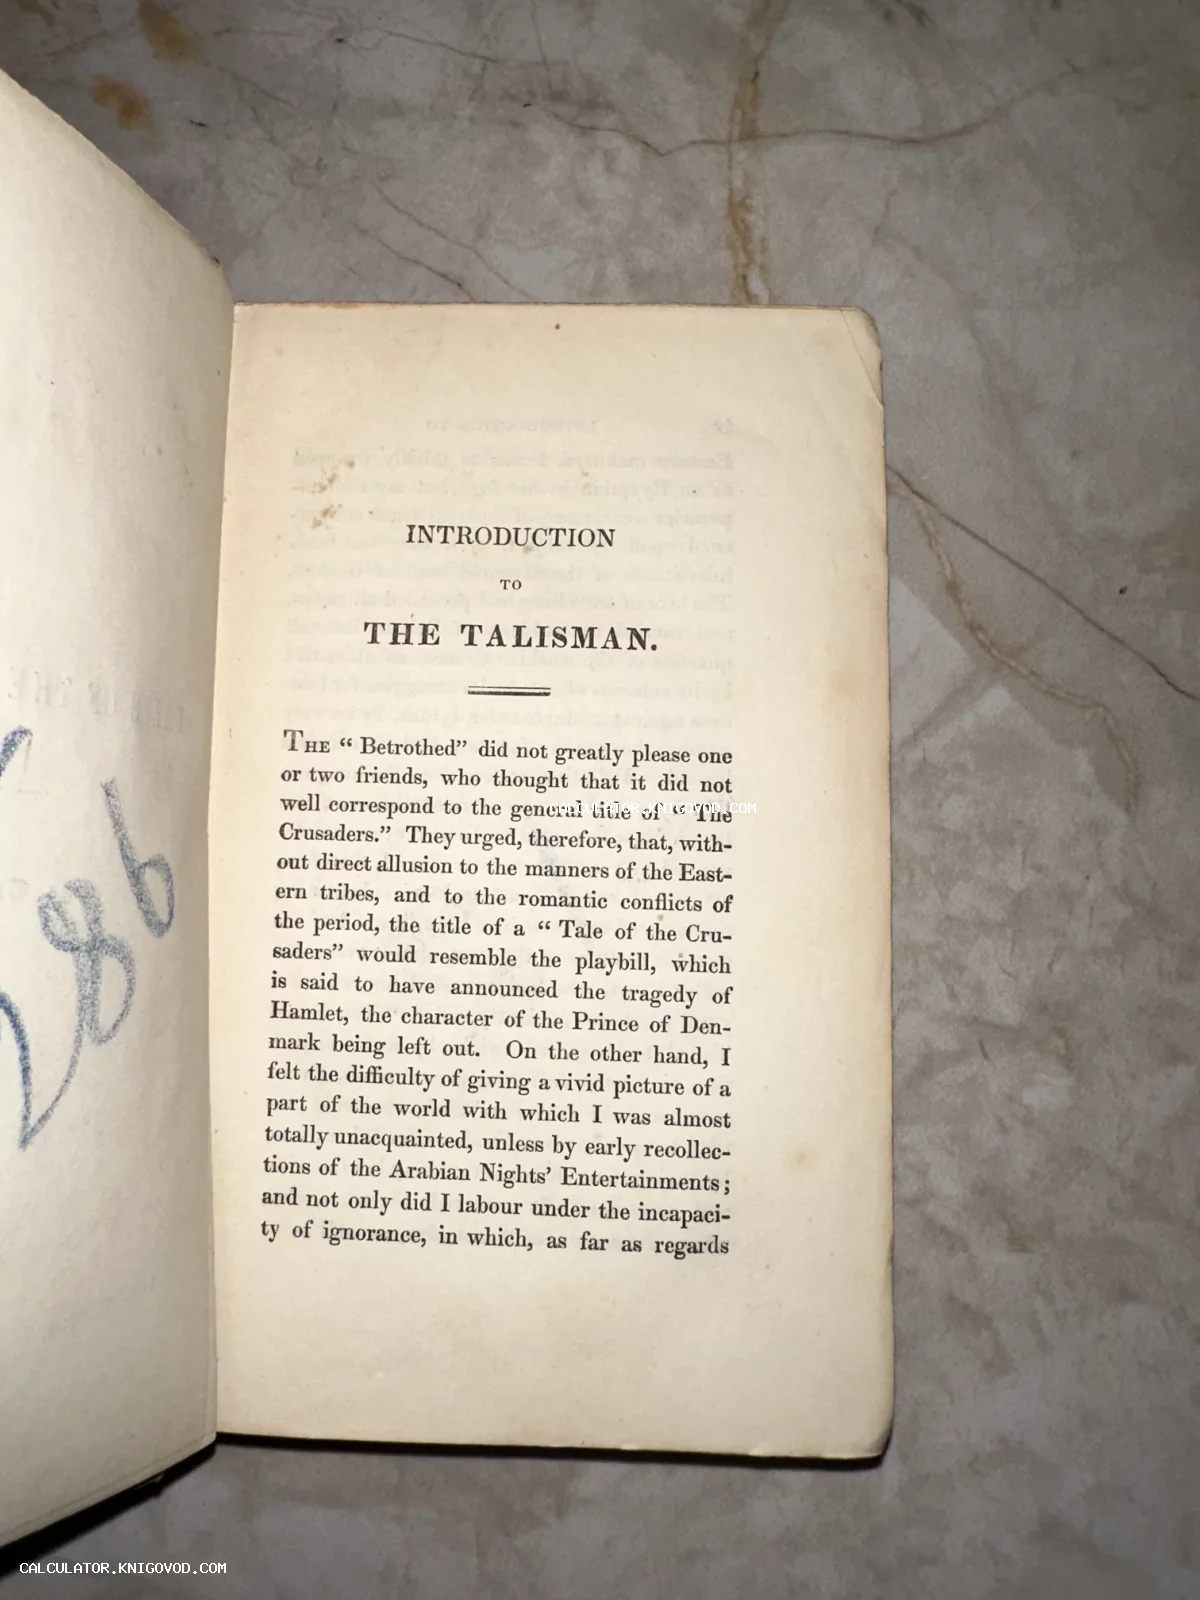 INTRODUCTION
TO
THE TALISMAN.
THE “ Betrothed” did not greatly please one
or two friends, who thought that it did not
well correspond to the general title of “ The
Crusaders.” They urged, therefore, that, with-
out direct allusion to the manners of the East-
ern tribes, and to the romantic conflicts of
the period, the title of a “ Tale of the Cru-
saders” would resemble the playbill, which
is said to have announced the tragedy of
Hamlet, the character of the Prince of Den-
mark being left out. On the other hand, I
felt the difficulty of giving a vivid picture of a
part of the world with which I was almost
totally unacquainted, unless by early recollec-
tions of the Arabian Nights’ Entertainments ;
and not only did I labour under the incapaci-
ty of ignorance, in which, as far as regards
CALCULATOR.KNIGOVOD.COM
CALCULATOR.KNIGOVOD.COM